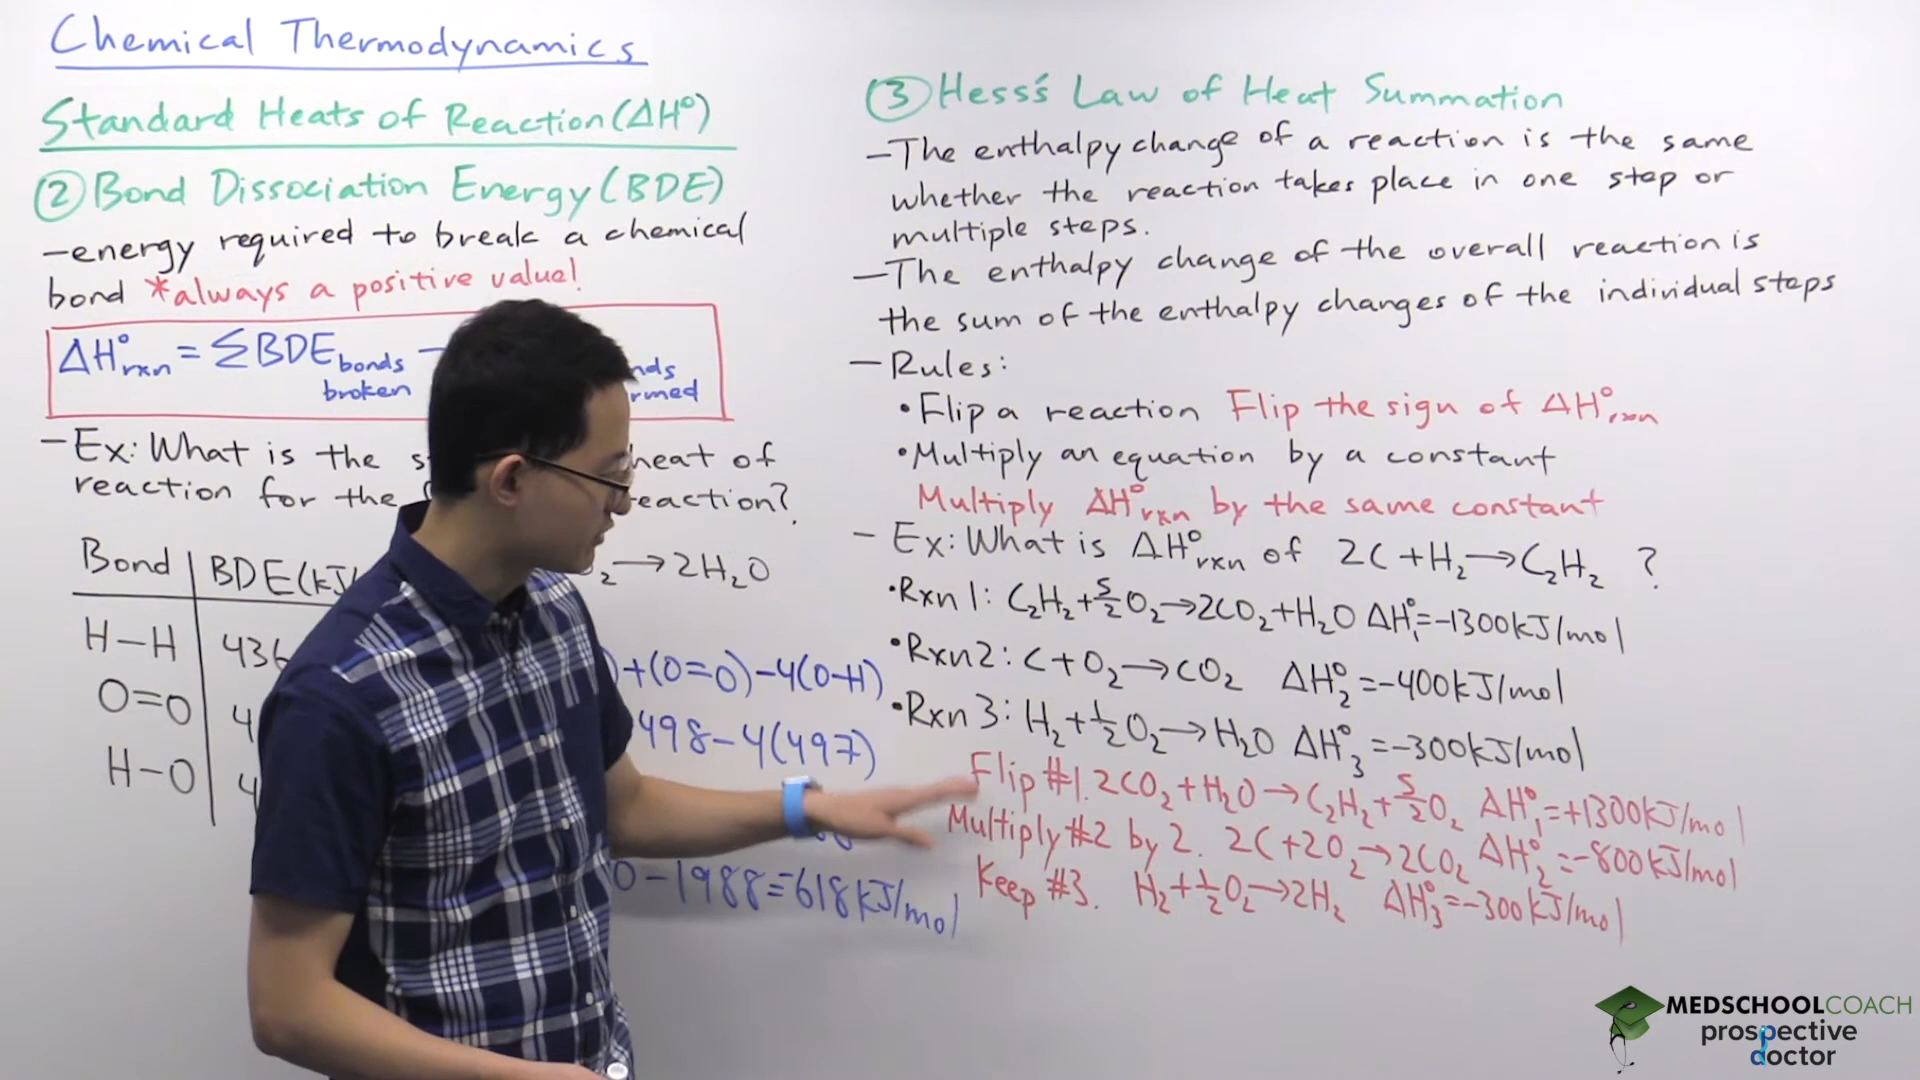 Chemical Thermodynamics
Standard Heats of Reaction (ΔH°)
② Bond Dissociation Energy (BDE)
– energy required to break a chemical
bond *always a positive value!
ΔH°rxn = ΣBDE bonds broken –
– Ex: What is the heat of
reaction for the reaction?
→ 2H₂O
Bond BDE (kJ/
H–H 436
O=O 4
H–O 4
) + (O=O) – 4(O–H)
498 – 4(497)
0 – 1988 = –618 kJ/mol
③ Hess's Law of Heat Summation
– The enthalpy change of a reaction is the same
whether the reaction takes place in one step or
multiple steps.
– The enthalpy change of the overall reaction is
the sum of the enthalpy changes of the individual steps
– Rules:
• Flip a reaction Flip the sign of ΔH°rxn
• Multiply an equation by a constant
Multiply ΔH°rxn by the same constant
– Ex: What is ΔH°rxn of 2C + H₂ → C₂H₂ ?
• Rxn 1: C₂H₂ + 5/2 O₂ → 2CO₂ + H₂O ΔH°₁ = –1300 kJ/mol
• Rxn 2: C + O₂ → CO₂ ΔH°₂ = –400 kJ/mol
• Rxn 3: H₂ + 1/2 O₂ → H₂O ΔH°₃ = –300 kJ/mol
Flip #1. 2CO₂ + H₂O → C₂H₂ + 5/2 O₂ ΔH°₁ = +1300 kJ/mol
Multiply #2 by 2. 2C + 2O₂ → 2CO₂ ΔH°₂ = –800 kJ/mol
Keep #3. H₂ + 1/2 O₂ → 2H₂ ΔH°₃ = –300 kJ/mol
MEDSCHOOLCOACH
prospective
doctor